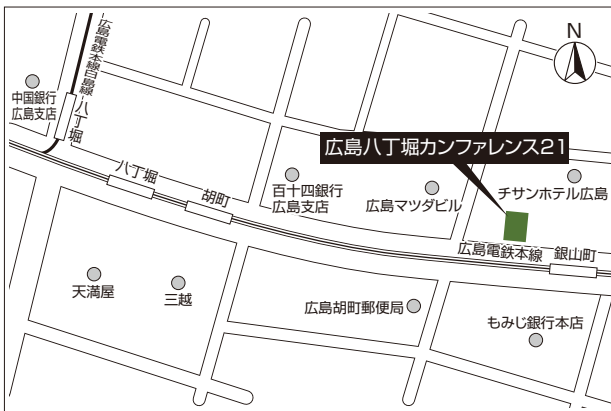 N
広島電鉄本線白島線
中国銀行
広島支店
八丁堀
広島八丁堀カンファレンス21
八丁堀
胡町
百十四銀行
広島支店
広島マツダビル
チサンホテル広島
広島電鉄本線
銀山町
天満屋
三越
広島胡町郵便局
もみじ銀行本店